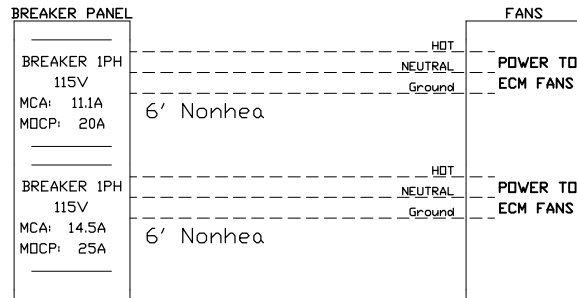 BREAKER PANEL
FANS
BREAKER 1PH
115V
MCA: 11.1A
MOCP: 20A
HOT
NEUTRAL
Ground
6' Nonhea
POWER TO
ECM FANS
BREAKER 1PH
115V
MCA: 14.5A
MOCP: 25A
HOT
NEUTRAL
Ground
6' Nonhea
POWER TO
ECM FANS